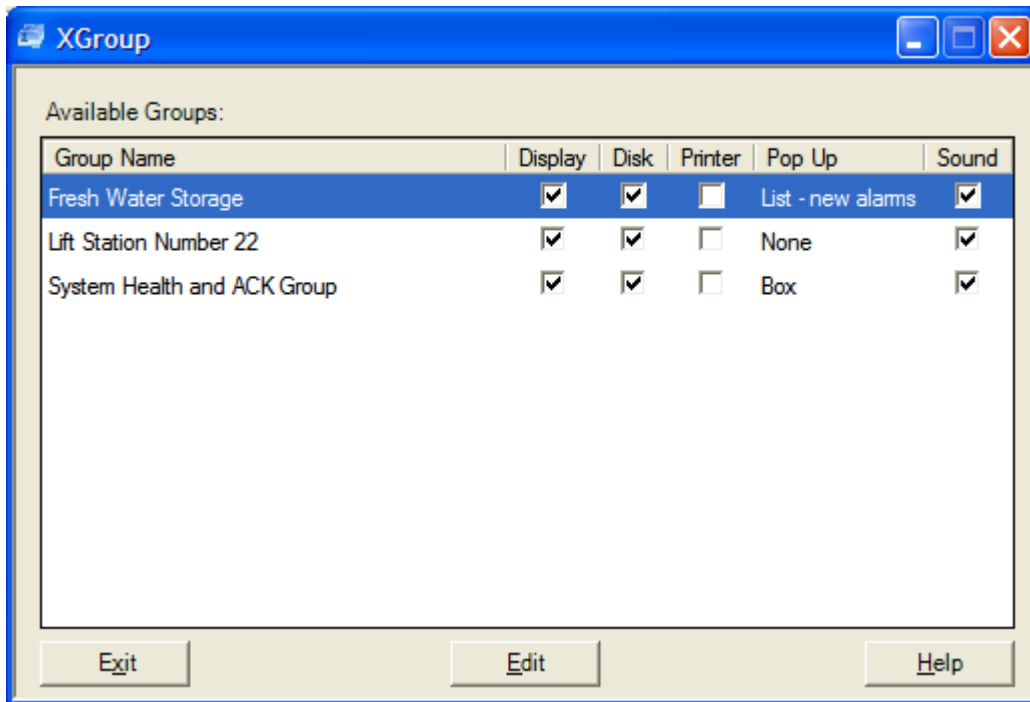 XGroup
Available Groups:
Group Name Display Disk Printer Pop Up Sound
Fresh Water Storage List - new alarms
Lift Station Number 22 None
System Health and ACK Group Box
Exit Edit Help